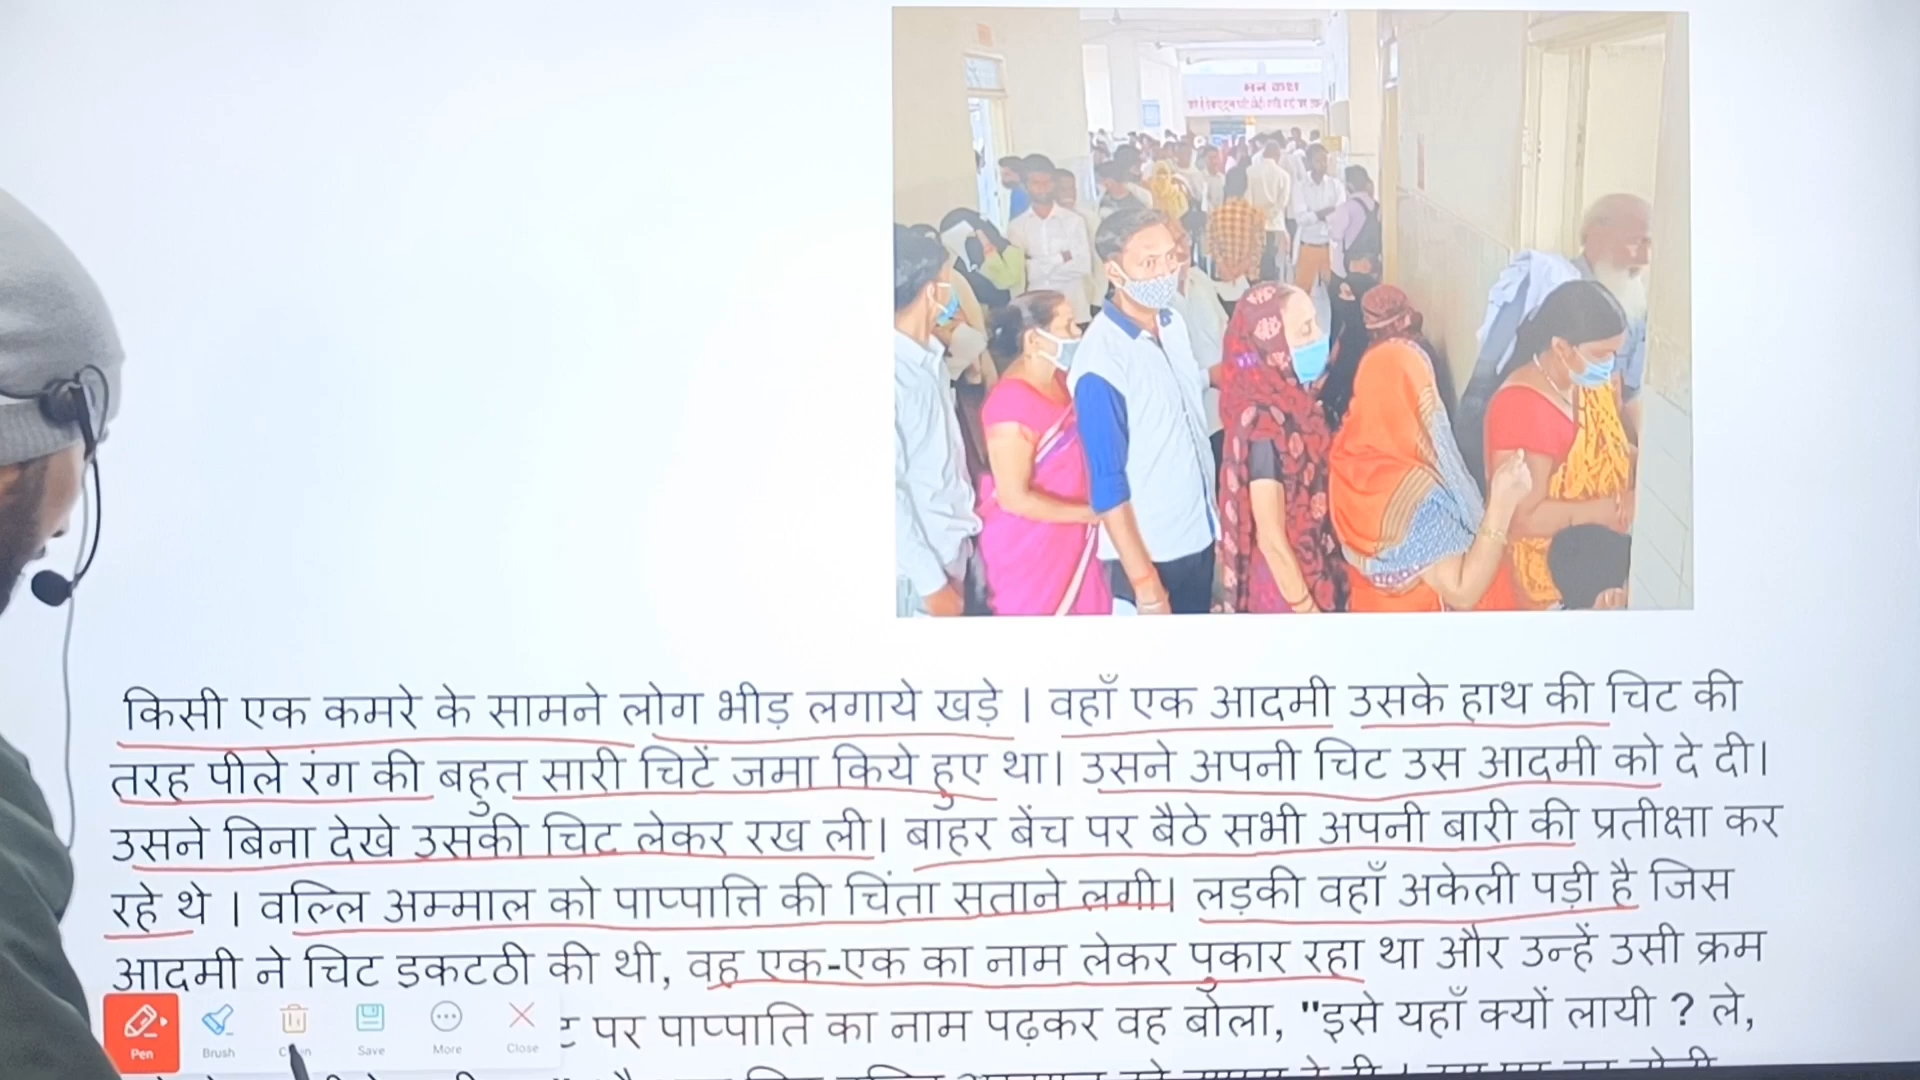 किसी एक कमरे के सामने लोग भीड़ लगाये खड़े । वहाँ एक आदमी उसके हाथ की चिट की
तरह पीले रंग की बहुत सारी चिटें जमा किये हुए था। उसने अपनी चिट उस आदमी को दे दी।
उसने बिना देखे उसकी चिट लेकर रख ली। बाहर बेंच पर बैठे सभी अपनी बारी की प्रतीक्षा कर
रहे थे । वल्लि अम्माल को पाप्पात्ति की चिंता सताने लगी। लड़की वहाँ अकेली पड़ी है जिस
आदमी ने चिट इकटठी की थी, वह एक-एक का नाम लेकर पुकार रहा था और उन्हें उसी क्रम
पर पाप्पाति का नाम पढ़कर वह बोला, "इसे यहाँ क्यों लायी ? ले,
Pen Brush Save More Close